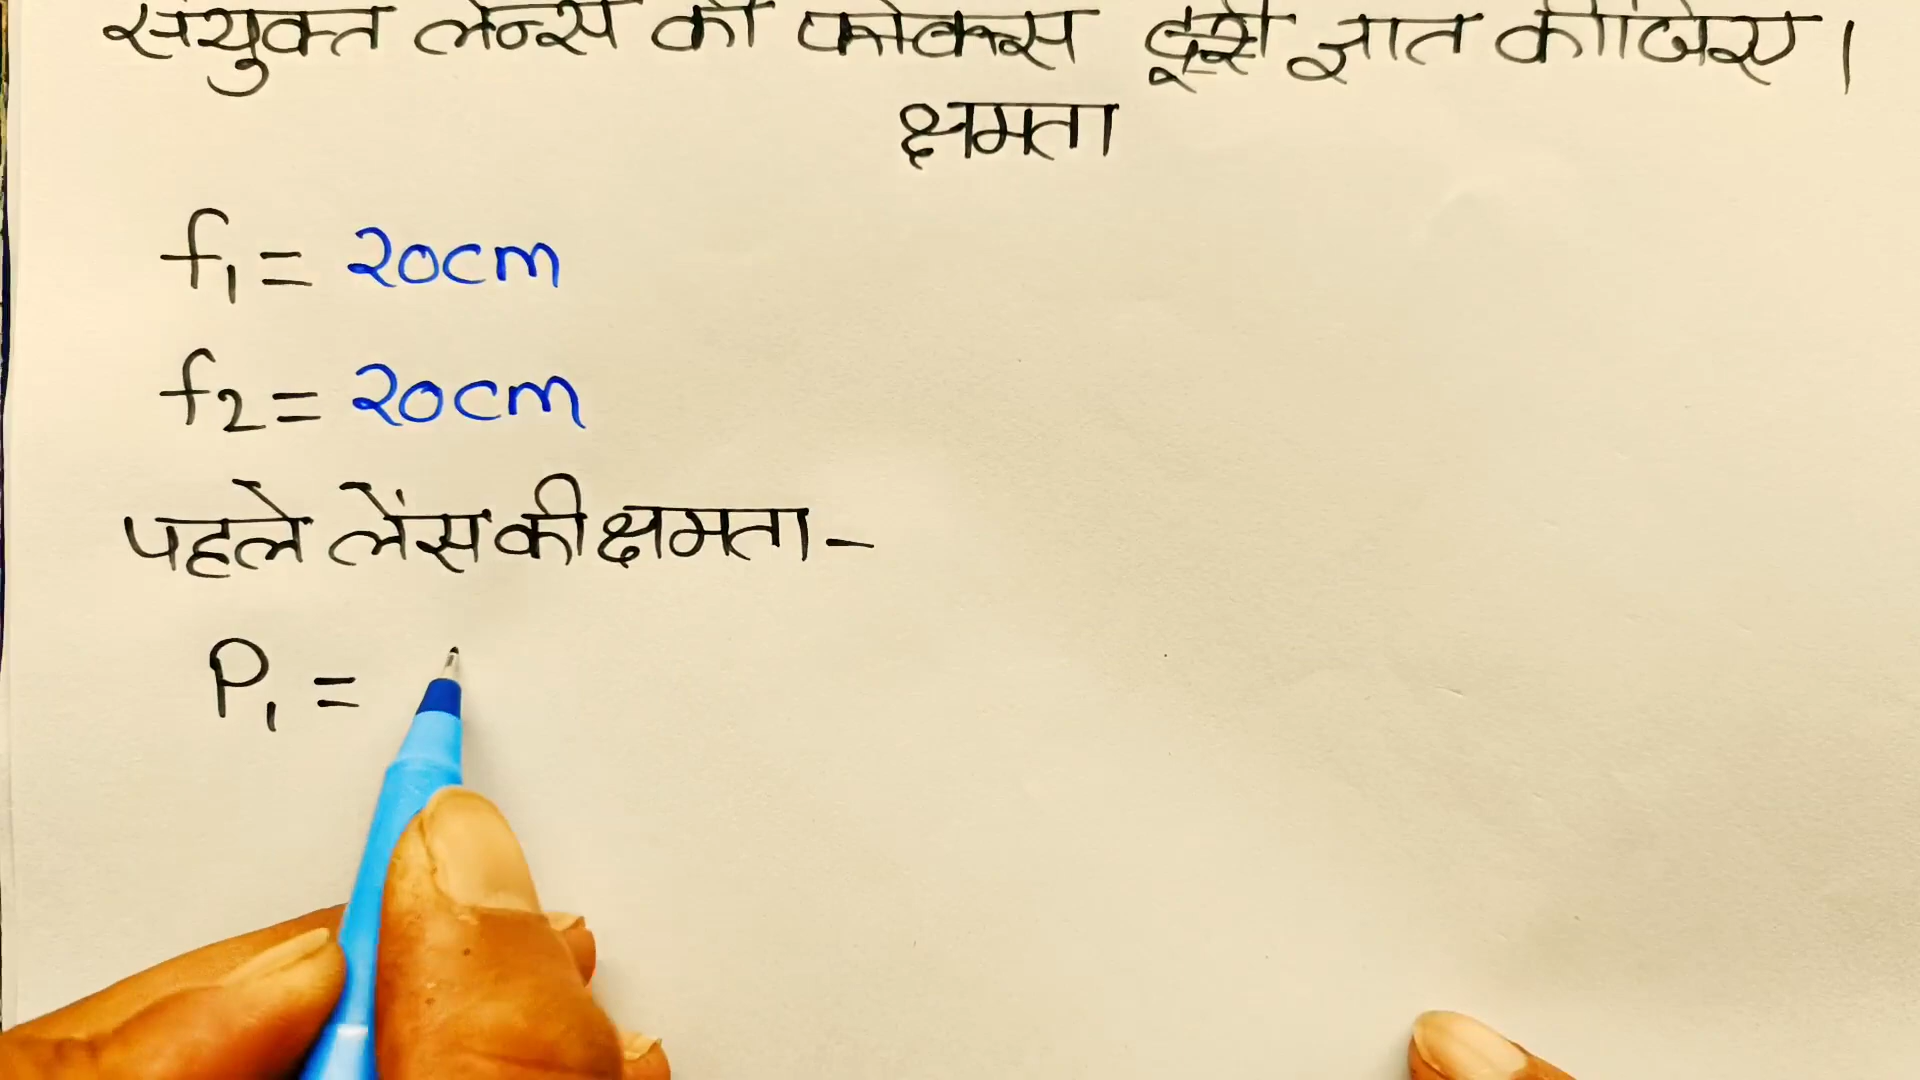 संयुक्त लेन्स की फोकस दूरी ज्ञात कीजिए।
क्षमता
f1 = 20cm
f2 = 20cm
पहले लेंस की क्षमता -
P1 =